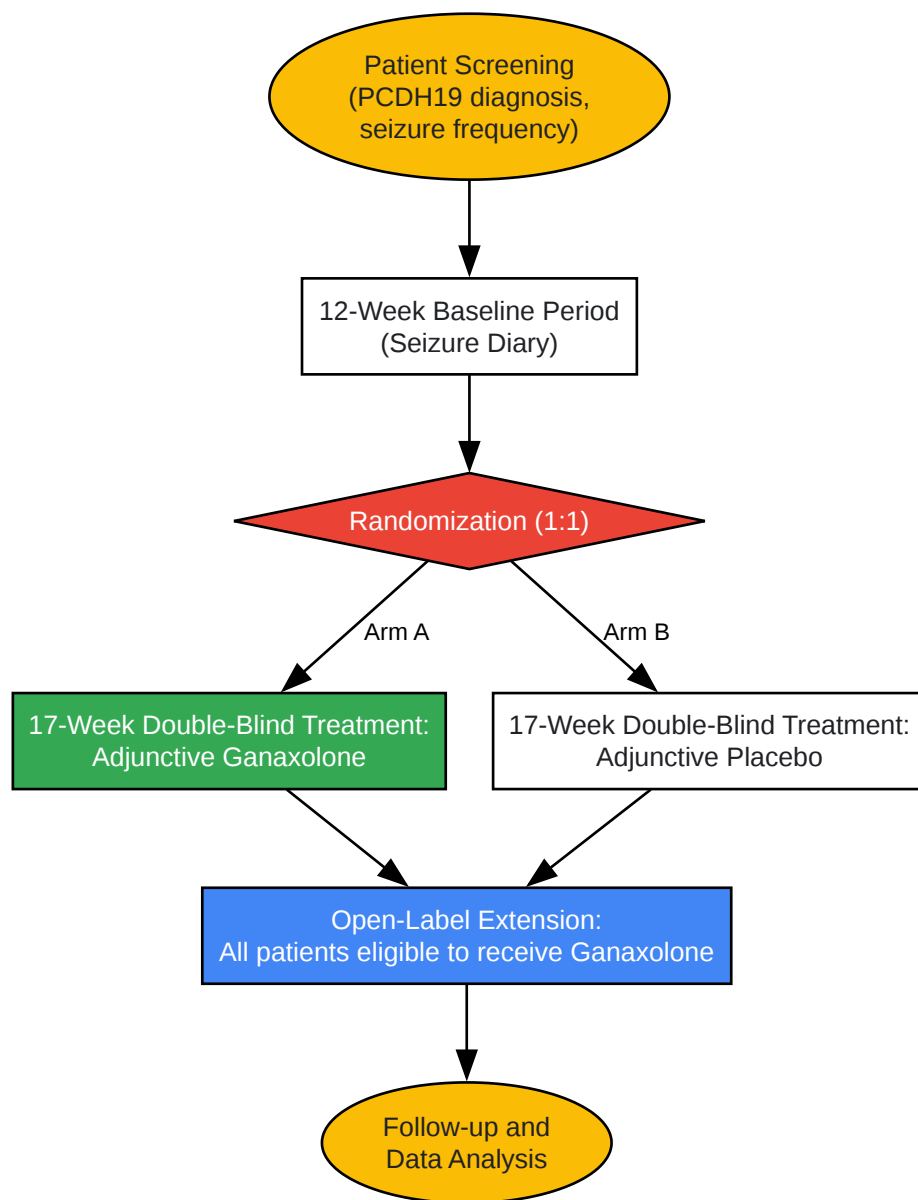 Patient Screening
(PCDH19 diagnosis,
seizure frequency)
12-Week Baseline Period
(Seizure Diary)
Randomization (1:1)
Arm A
Arm B
17-Week Double-Blind Treatment:
Adjunctive Ganaxolone
17-Week Double-Blind Treatment:
Adjunctive Placebo
Open-Label Extension:
All patients eligible to receive Ganaxolone
Follow-up and
Data Analysis